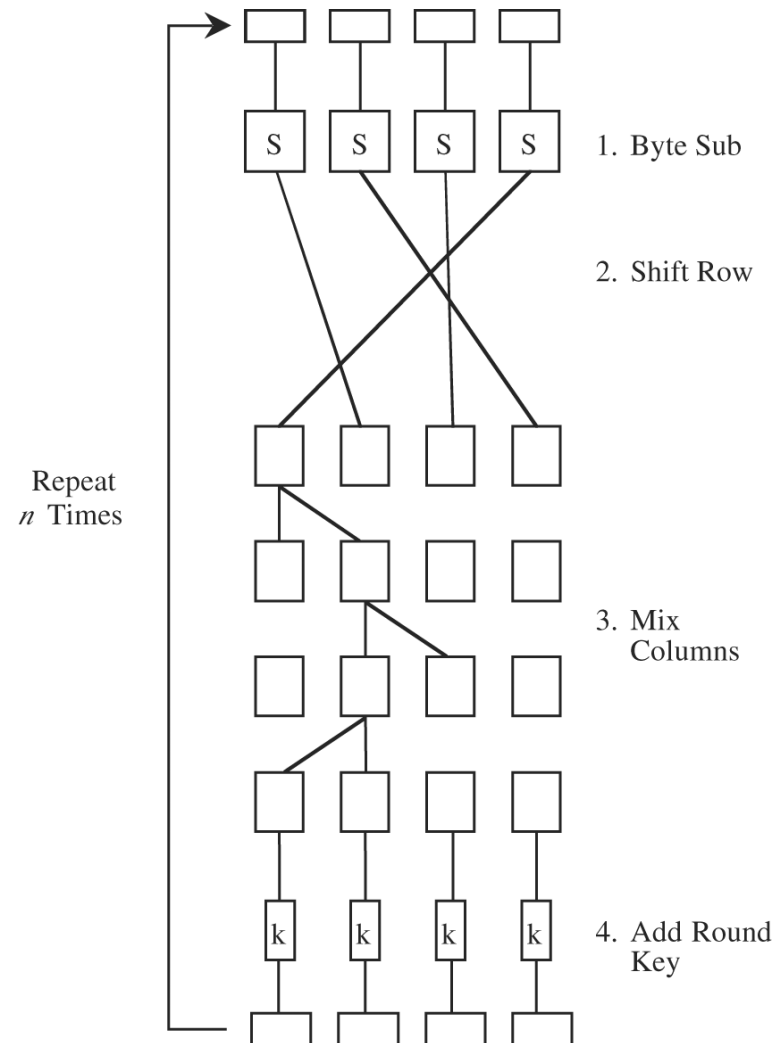 S S S S
1. Byte Sub
2. Shift Row
Repeat
n Times
3. Mix
Columns
k k k k
4. Add Round
Key